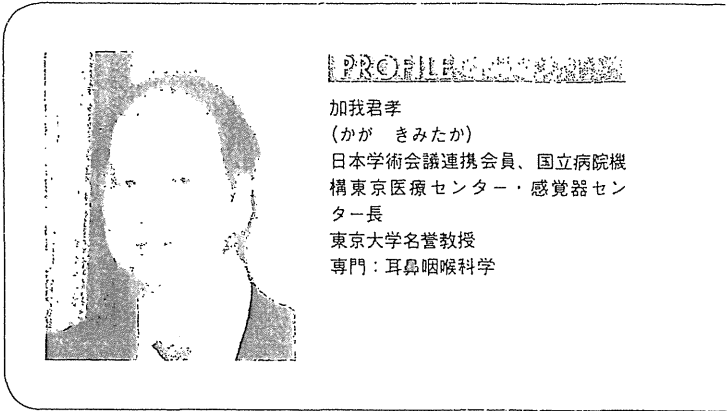 PROFILE
加我君孝
(かが　きみたか)
日本学術会議連携会員、国立病院機
構東京医療センター・感覚器セン
ター長
東京大学名誉教授
専門：耳鼻咽喉科学